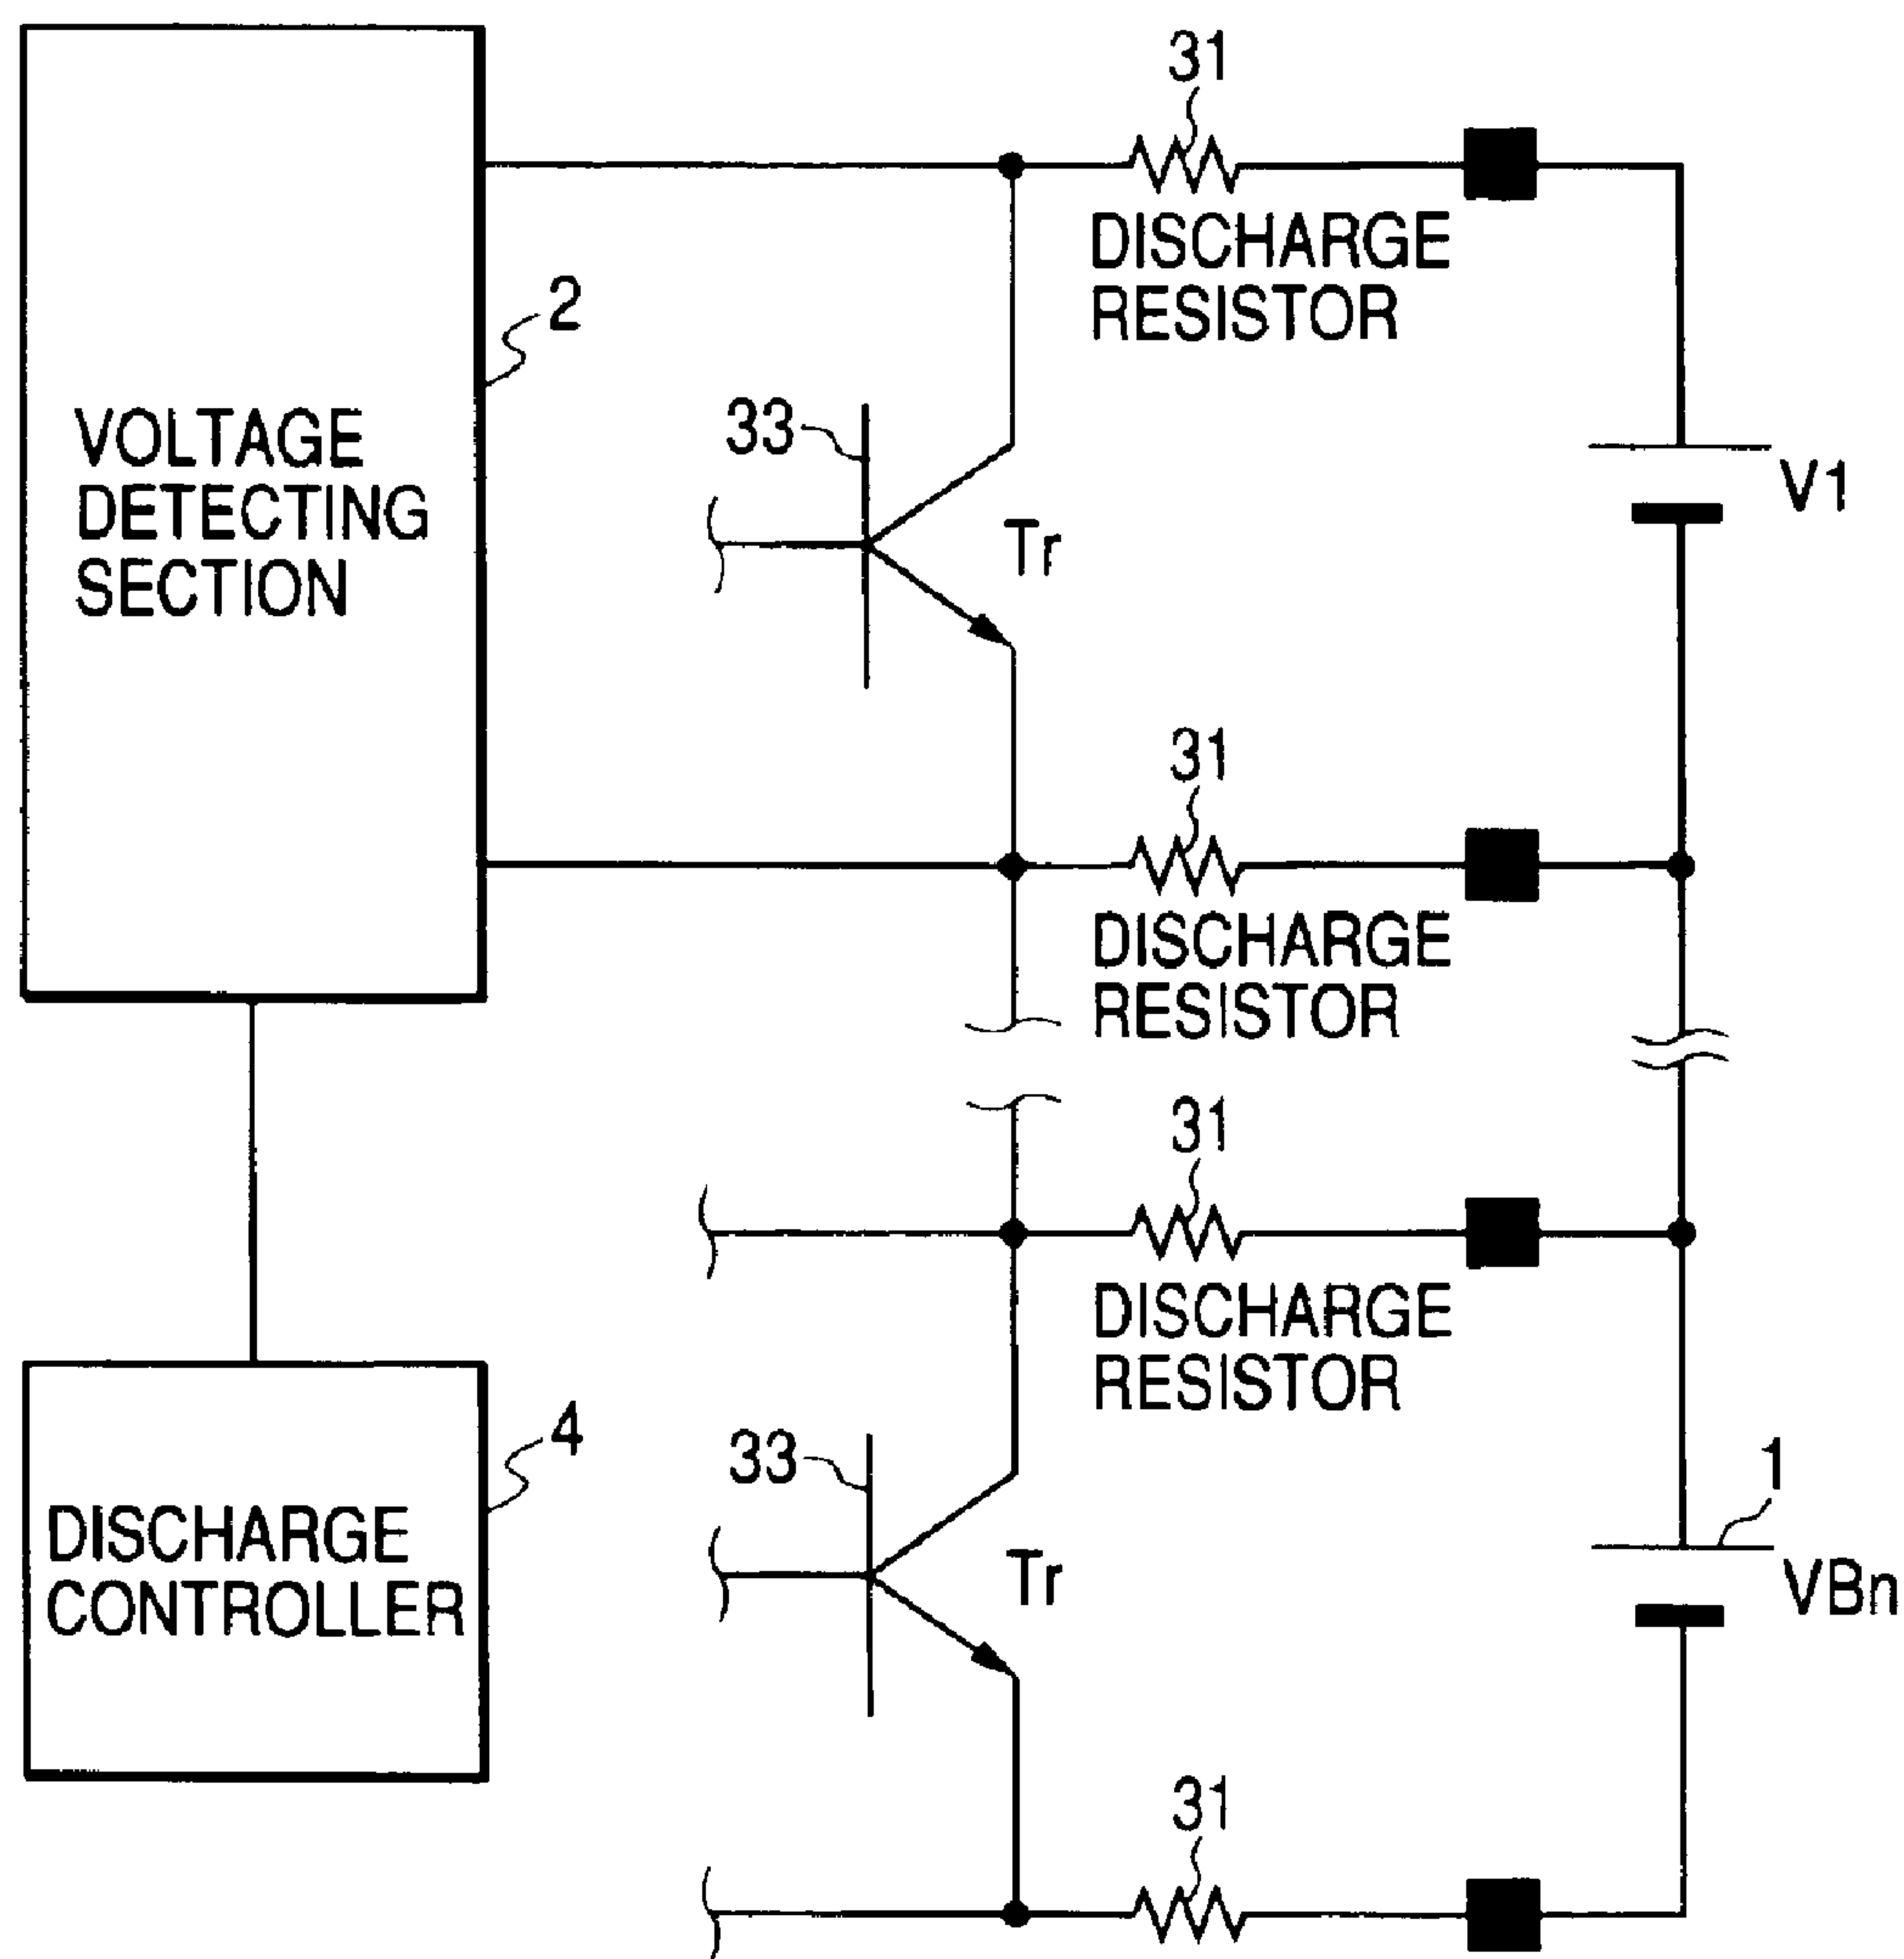 31
DISCHARGE
RESISTOR
2
VOLTAGE
DETECTING
SECTION
33
Tr
V1
31
DISCHARGE
RESISTOR
31
DISCHARGE
RESISTOR
4
DISCHARGE
CONTROLLER
33
Tr
1
VBn
31